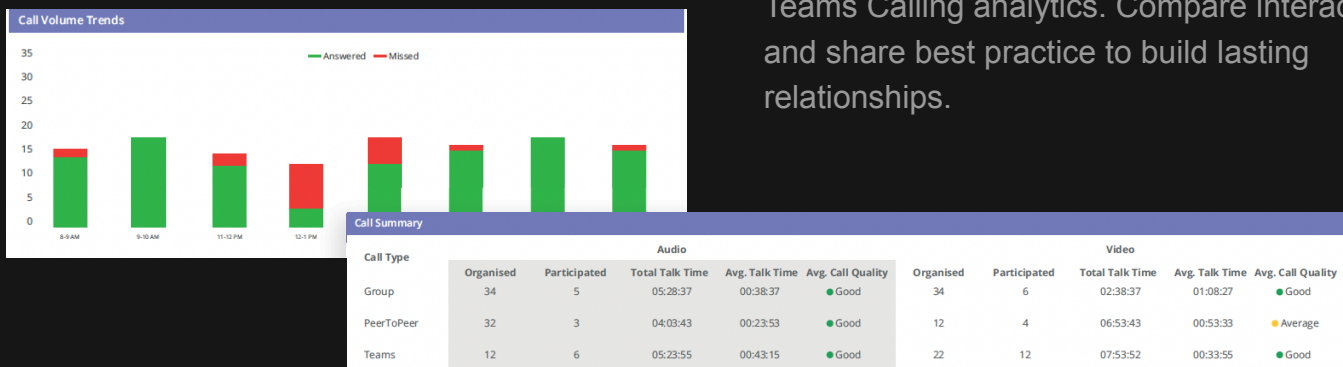 Call Volume Trends
Answered Missed
35
30
25
20
15
10
5
0
8-9 AM 9-10 AM 11-12 PM 12-1 PM
Teams Calling analytics. Compare
and share best practice to build lasting
relationships.
Call Summary
Call Type Audio Video
Organised Participated Total Talk Time Avg. Talk Time Avg. Call Quality Organised Participated Total Talk Time Avg. Talk Time Avg. Call Quality
Group 34 5 05:28:37 00:38:37 Good 34 6 02:38:37 01:08:27 Good
PeerToPeer 32 3 04:03:43 00:23:53 Good 12 4 06:53:43 00:53:33 Average
Teams 12 6 05:23:55 00:43:15 Good 22 12 07:53:52 00:33:55 Good